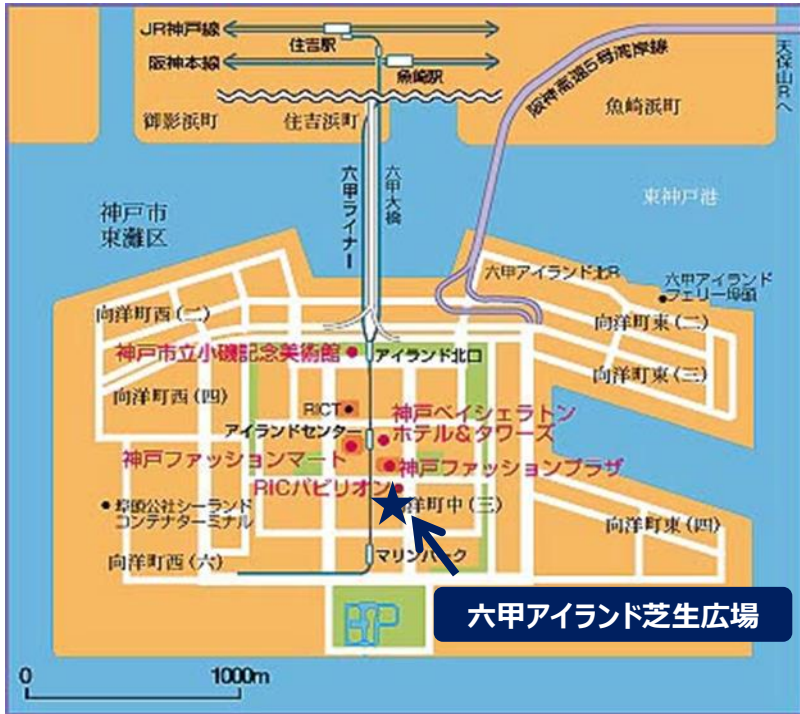 JR神戸線
住吉駅
阪神本線
魚崎駅
阪神高速5号湾岸線
天保山Rへ
御影浜町
住吉浜町
魚崎浜町
六甲ライナー
六甲大橋
東神戸港
神戸市
東灘区
六甲アイランド北R
六甲アイランド
フェリー埠頭
向洋町西(二)
向洋町東(二)
神戸市立小磯記念美術館
アイランド北口
向洋町東(三)
向洋町西(四)
RICT
神戸ベイシェラトン
ホテル&タワーズ
アイランドセンター
神戸ファッションマート
神戸ファッションプラザ
RICパビリオン
埠頭公社シーランド
コンテナターミナル
洋町中(三)
向洋町東(四)
向洋町西(六)
マリンパーク
六甲アイランド芝生広場
0 1000m